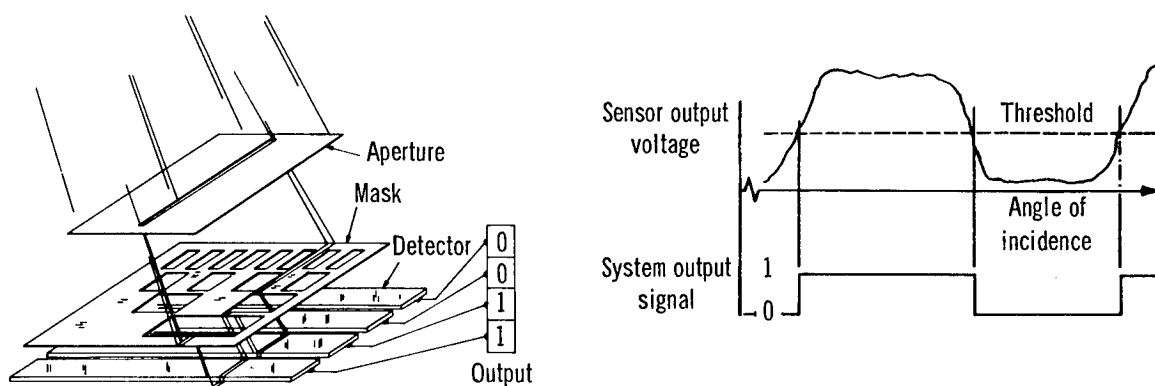 Aperture
Mask
Detector
0
0
1
1
Output
Sensor output
voltage
Threshold
Angle of
incidence
System output
signal
1
0